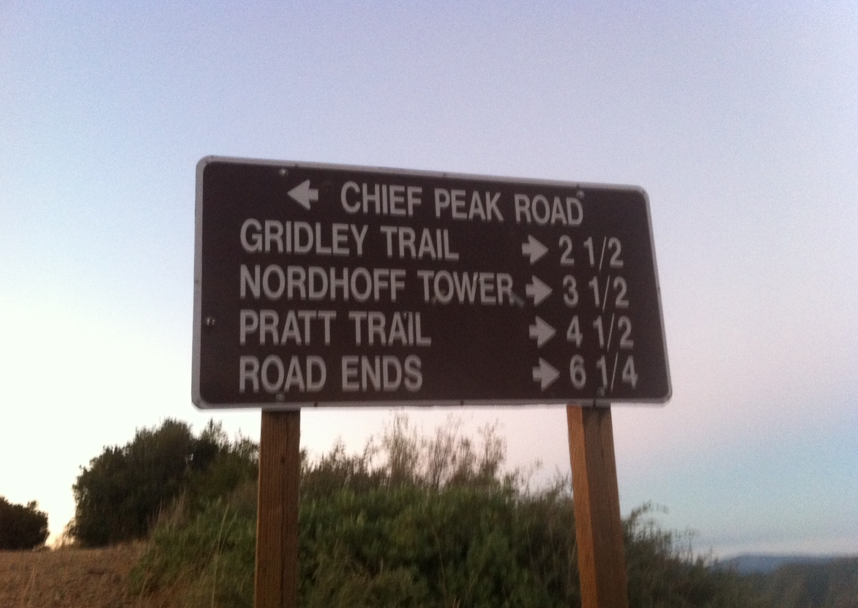 ← CHIEF PEAK ROAD
GRIDLEY TRAIL → 2 1/2
NORDHOFF TOWER → 3 1/2
PRATT TRAIL → 4 1/2
ROAD ENDS → 6 1/4